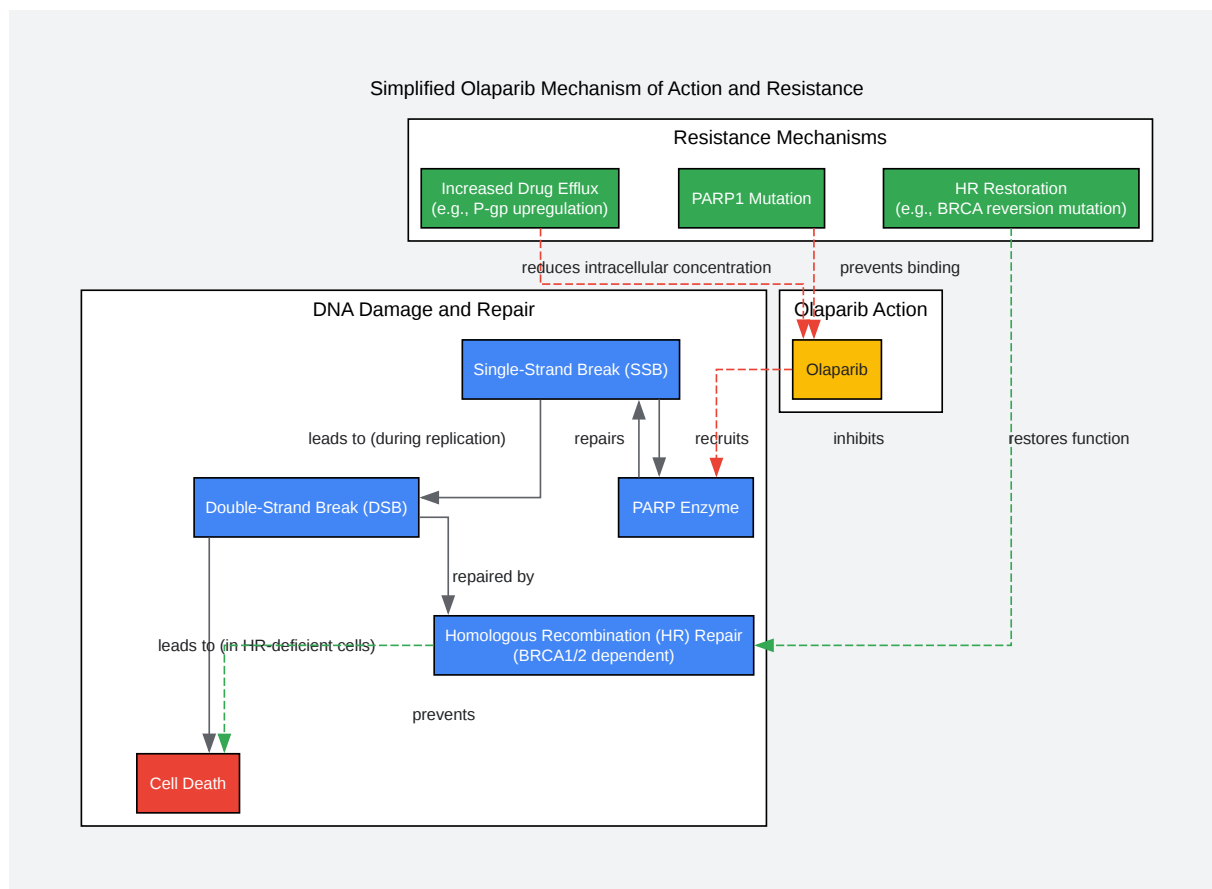 Simplified Olaparib Mechanism of Action and Resistance
Resistance Mechanisms
Increased Drug Efflux
(e.g., P-gp upregulation)
PARP1 Mutation
HR Restoration
(e.g., BRCA reversion mutation)
reduces intracellular concentration
prevents binding
DNA Damage and Repair
Olaparib Action
Single-Strand Break (SSB)
Olaparib
leads to (during replication)
repairs
recruits
inhibits
restores function
Double-Strand Break (DSB)
PARP Enzyme
repaired by
Homologous Recombination (HR) Repair
(BRCA1/2 dependent)
leads to (in HR-deficient cells)
prevents
Cell Death